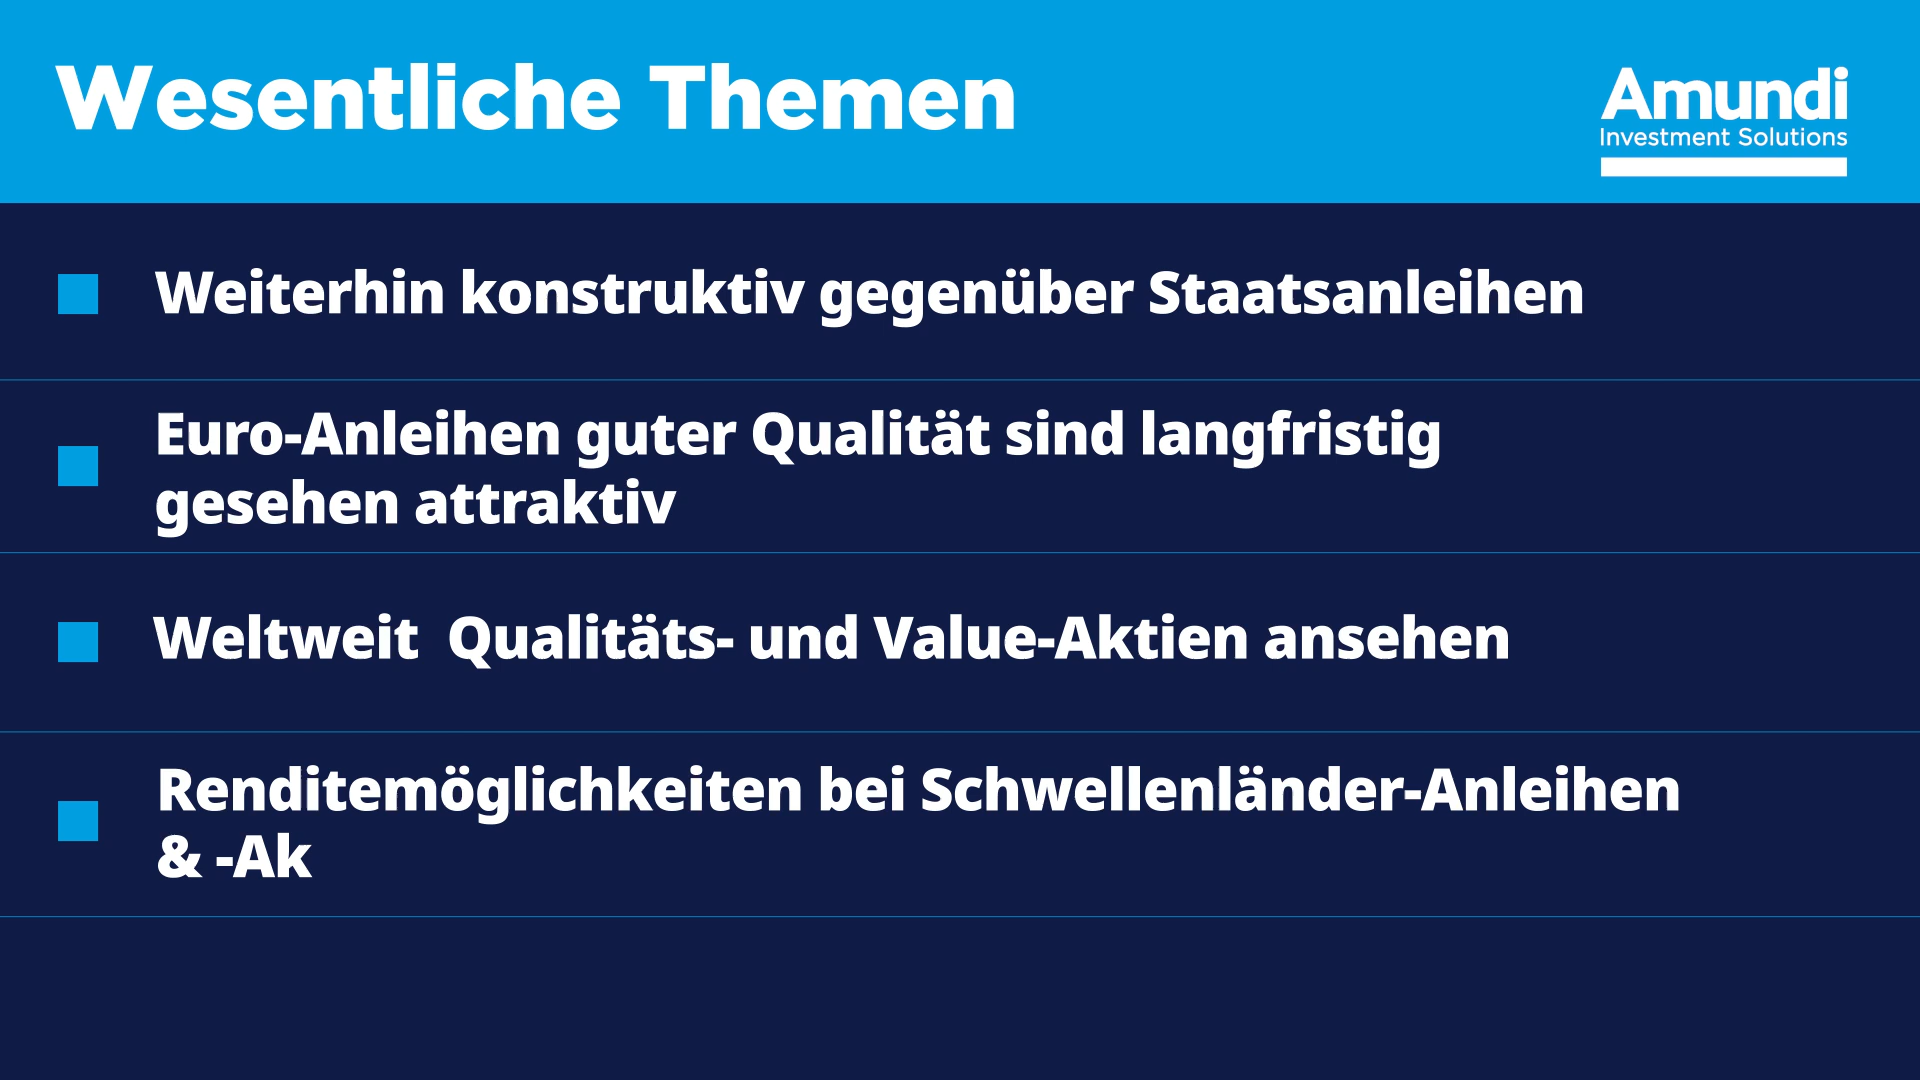 Wesentliche Themen
Amundi
Investment Solutions
Weiterhin konstruktiv gegenüber Staatsanleihen
Euro-Anleihen guter Qualität sind langfristig
gesehen attraktiv
Weltweit  Qualitäts- und Value-Aktien ansehen
Renditemöglichkeiten bei Schwellenländer-Anleihen
& -Ak